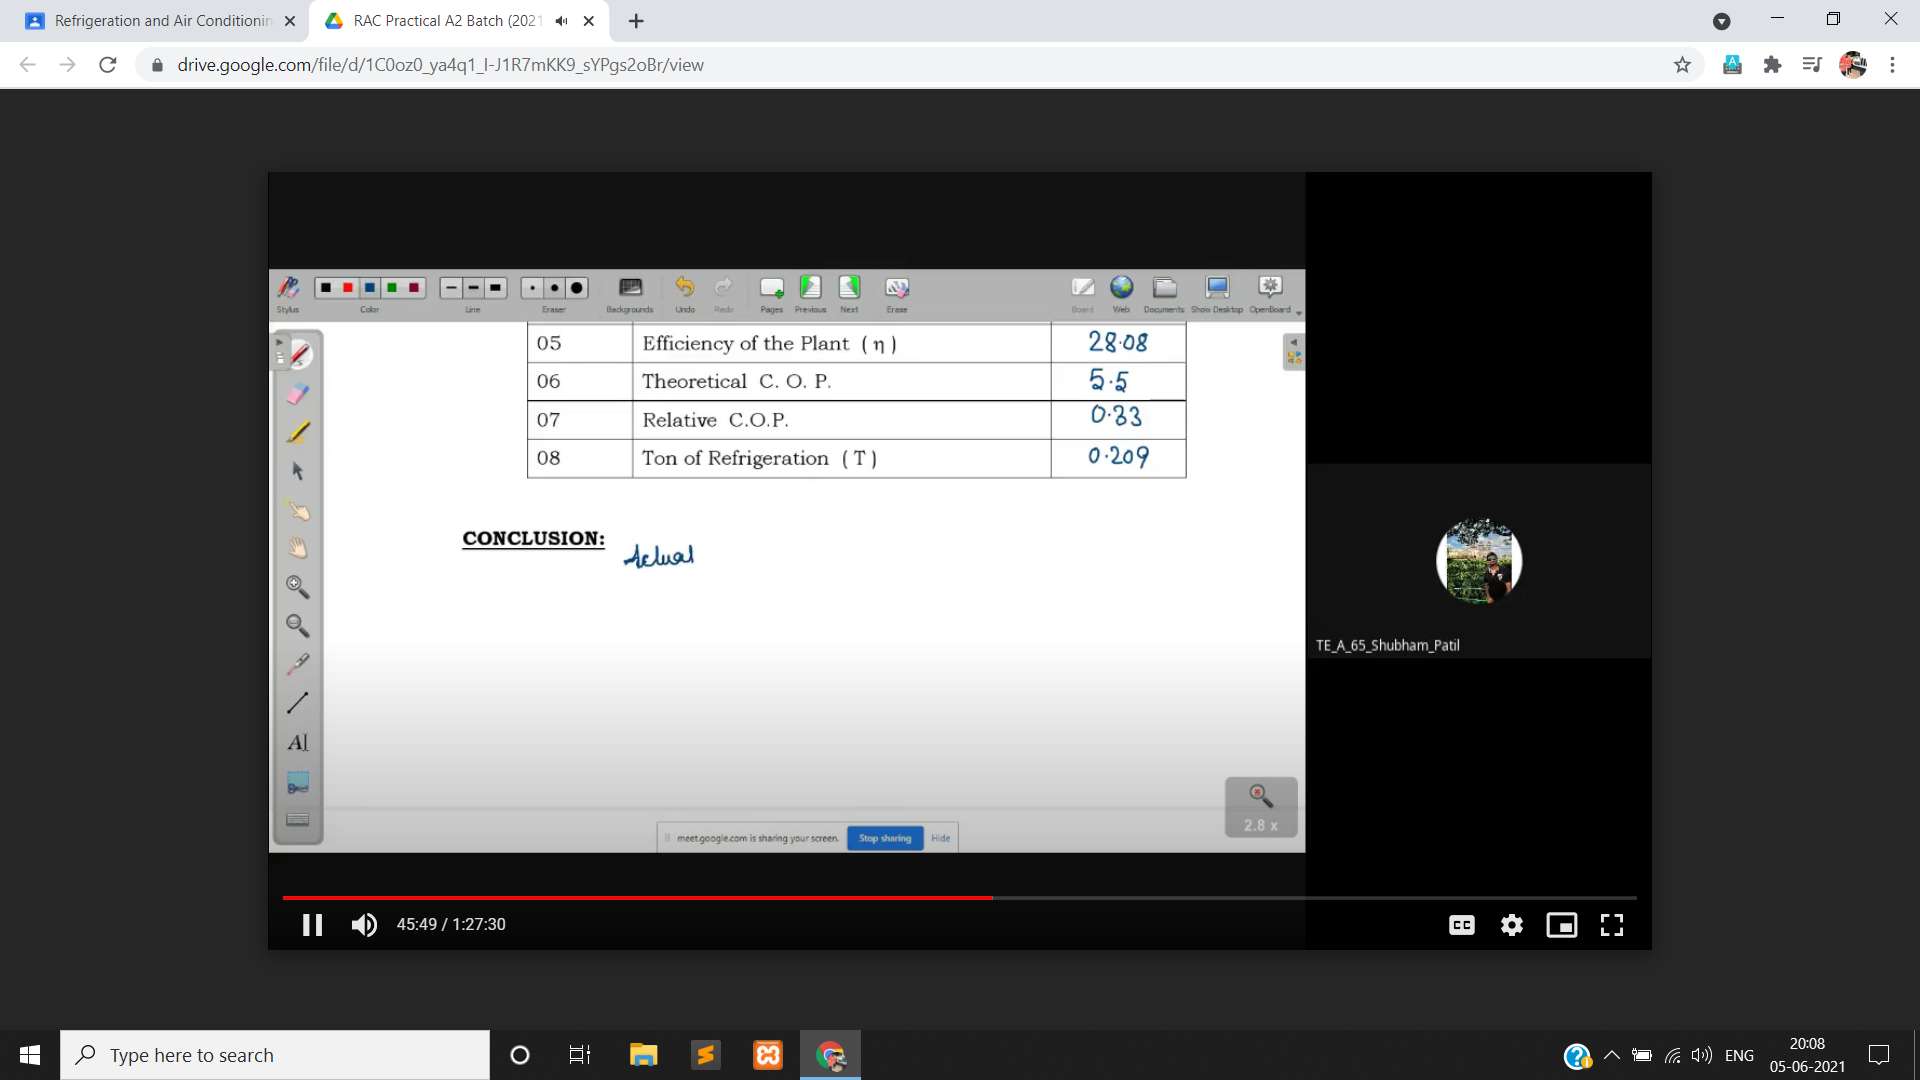 Refrigeration and Air Conditionin
RAC Practical A2 Batch (2021
drive.google.com/file/d/1C0oz0_ya4q1_l-J1R7mKK9_sYPgs2oBr/view
Stylus Color Line Eraser Backgrounds Undo Redo Pages Previous Next Erase Board Web Documents Show Desktop OpenBoard
05 Efficiency of the Plant ( η ) 28.08
06 Theoretical C. O. P. 5.5
07 Relative C.O.P. 0.33
08 Ton of Refrigeration ( T ) 0.209
CONCLUSION: Actual
TE_A_65_Shubham_Patil
2.8 x
meet.google.com is sharing your screen. Stop sharing Hide
45:49 / 1:27:30
CC
Type here to search
ENG
20:08
05-06-2021